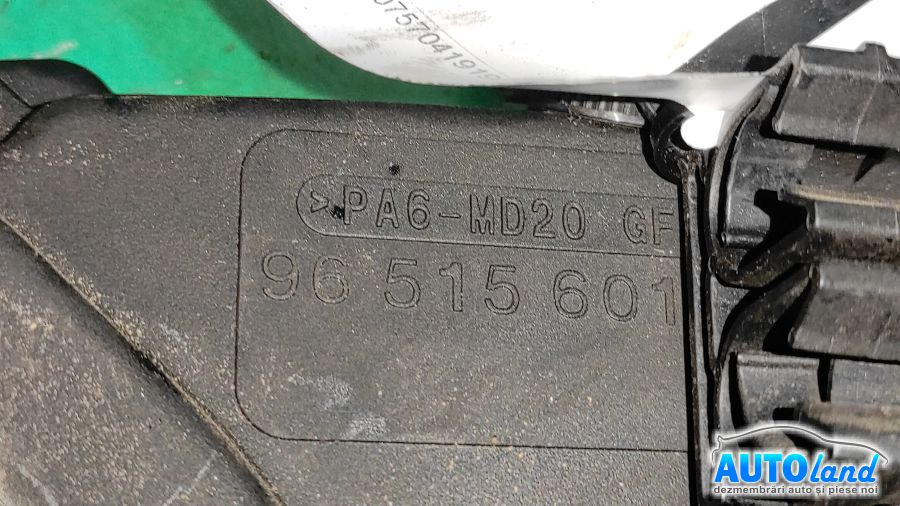 >PA6-MD20 GF
96 515 601
AUTOland
dezmembrări auto și piese noi